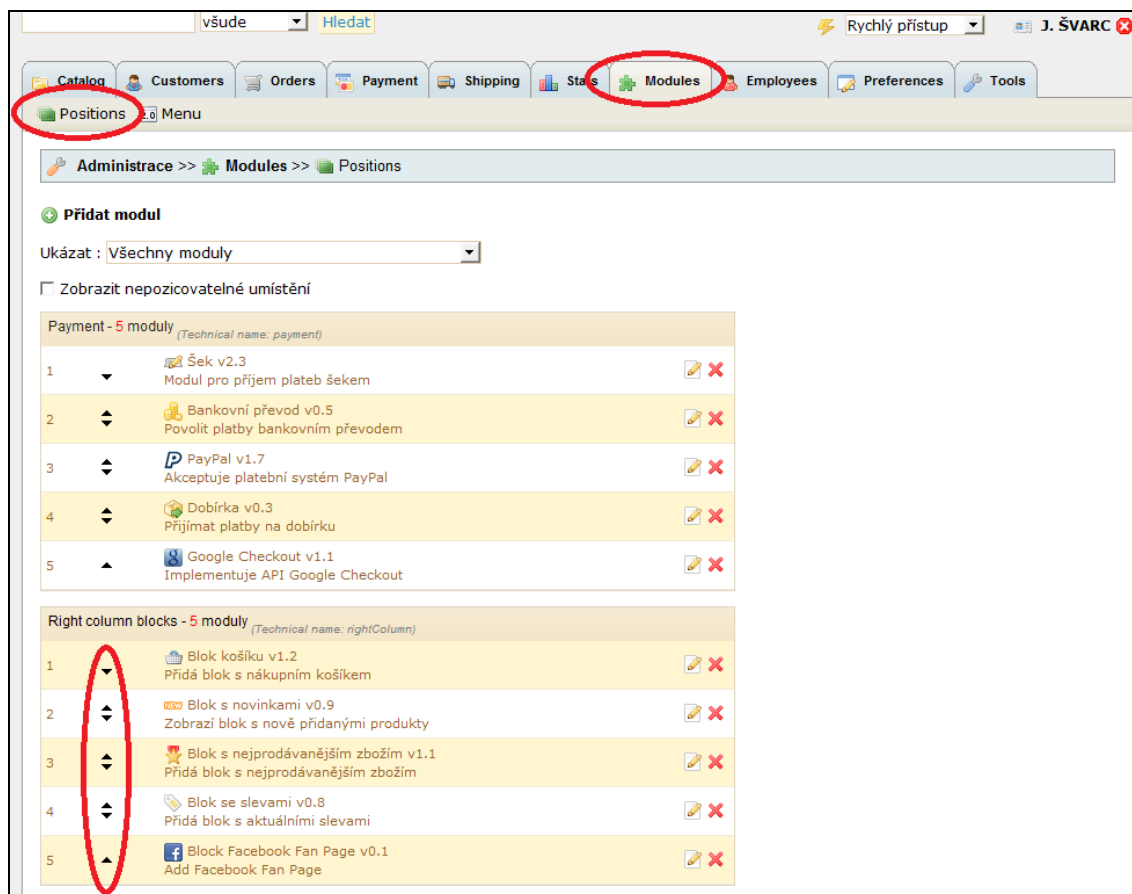 všude Hledat Rychlý přístup J. ŠVARC
Catalog Customers Orders Payment Shipping Stats Modules Employees Preferences Tools
Positions 2.0 Menu
Administrace >> Modules >> Positions
Přidat modul
Ukázat : Všechny moduly
Zobrazit nepozicovatelné umístění
Payment - 5 moduly (Technical name: payment)
1 Šek v2.3
Modul pro příjem plateb šekem
2 Bankovní převod v0.5
Povolit platby bankovním převodem
3 PayPal v1.7
Akceptuje platební systém PayPal
4 Dobírka v0.3
Přijímat platby na dobírku
5 Google Checkout v1.1
Implementuje API Google Checkout
Right column blocks - 5 moduly (Technical name: rightColumn)
1 Blok košíku v1.2
Přidá blok s nákupním košíkem
2 NEW Blok s novinkami v0.9
Zobrazí blok s nově přidanými produkty
3 Blok s nejprodávanějším zbožím v1.1
Přidá blok s nejprodávanějším zbožím
4 Blok se slevami v0.8
Přidá blok s aktuálními slevami
5 Block Facebook Fan Page v0.1
Add Facebook Fan Page